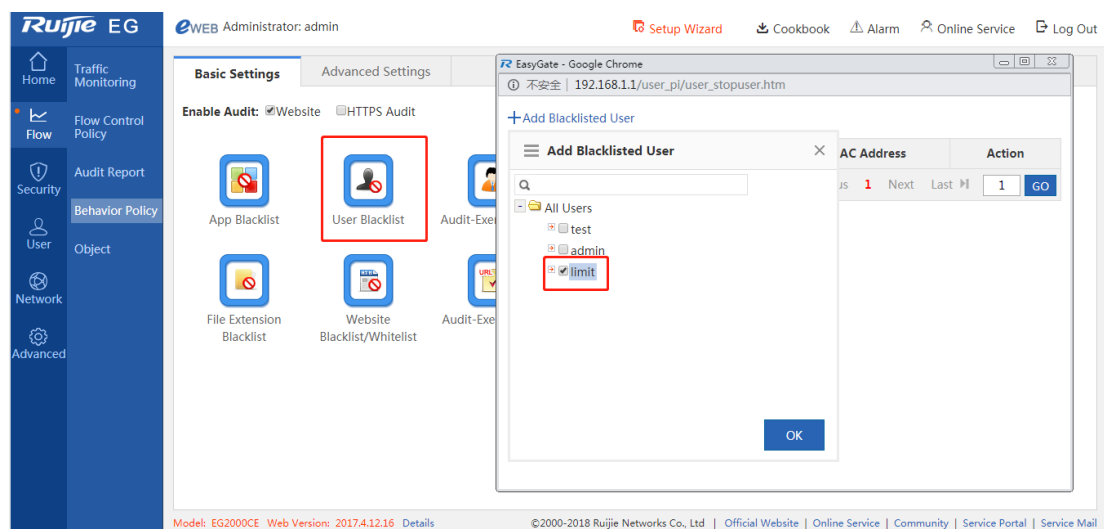 Ruijie EG
eWEB Administrator: admin
Setup Wizard
Cookbook
Alarm
Online Service
Log Out
Home
Flow
Security
User
Network
Advanced
Traffic
Monitoring
Flow Control
Policy
Audit Report
Behavior Policy
Object
Basic Settings
Advanced Settings
Enable Audit: Website HTTPS Audit
App Blacklist
User Blacklist
Audit-Exe
File Extension
Blacklist
Website
Blacklist/Whitelist
URL
Audit-Exe
EasyGate - Google Chrome
不安全 | 192.168.1.1/user_pi/user_stopuser.htm
+Add Blacklisted User
Add Blacklisted User
AC Address
Action
us 1 Next Last 1 GO
All Users
test
admin
limit
OK
Model: EG2000CE Web Version: 2017.4.12.16 Details
©2000-2018 Ruijie Networks Co., Ltd | Official Website | Online Service | Community | Service Portal | Service Mail